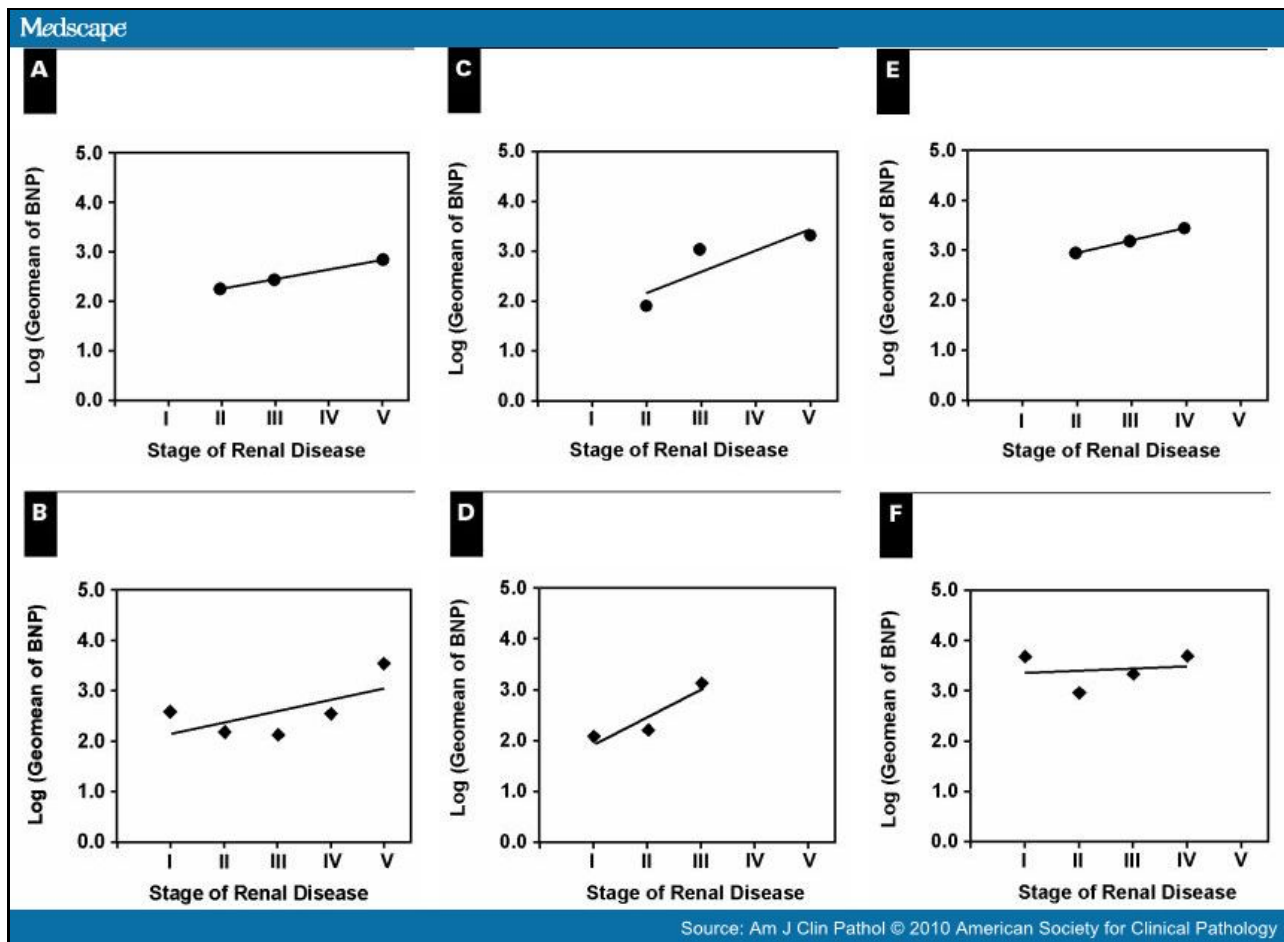 Medscape
A
5.0
4.0
3.0
2.0
1.0
0.0
Log (Geomean of BNP)
I II III IV V
Stage of Renal Disease
C
5.0
4.0
3.0
2.0
1.0
0.0
Log (Geomean of BNP)
I II III IV V
Stage of Renal Disease
E
5.0
4.0
3.0
2.0
1.0
0.0
Log (Geomean of BNP)
I II III IV V
Stage of Renal Disease
B
5.0
4.0
3.0
2.0
1.0
0.0
Log (Geomean of BNP)
I II III IV V
Stage of Renal Disease
D
5.0
4.0
3.0
2.0
1.0
0.0
Log (Geomean of BNP)
I II III IV V
Stage of Renal Disease
F
5.0
4.0
3.0
2.0
1.0
0.0
Log (Geomean of BNP)
I II III IV V
Stage of Renal Disease
Source: Am J Clin Pathol © 2010 American Society for Clinical Pathology